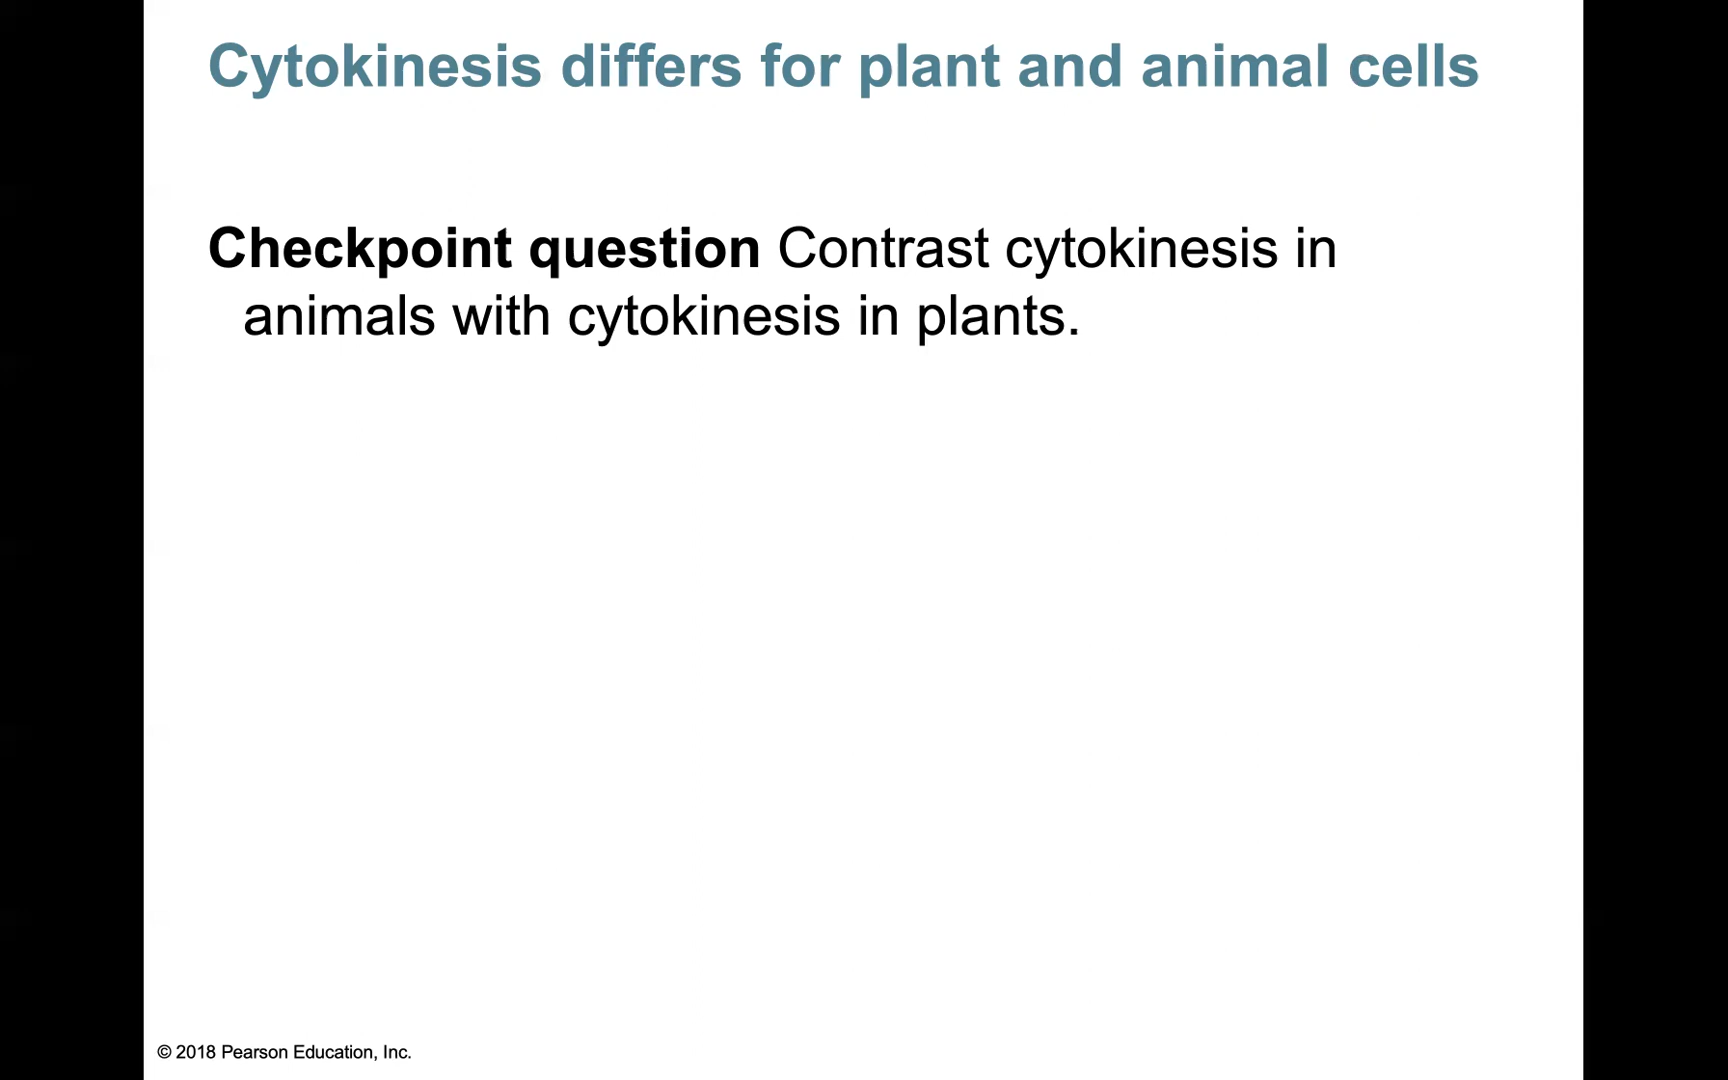 Cytokinesis differs for plant and animal cells
Checkpoint question Contrast cytokinesis in
animals with cytokinesis in plants.
© 2018 Pearson Education, Inc.